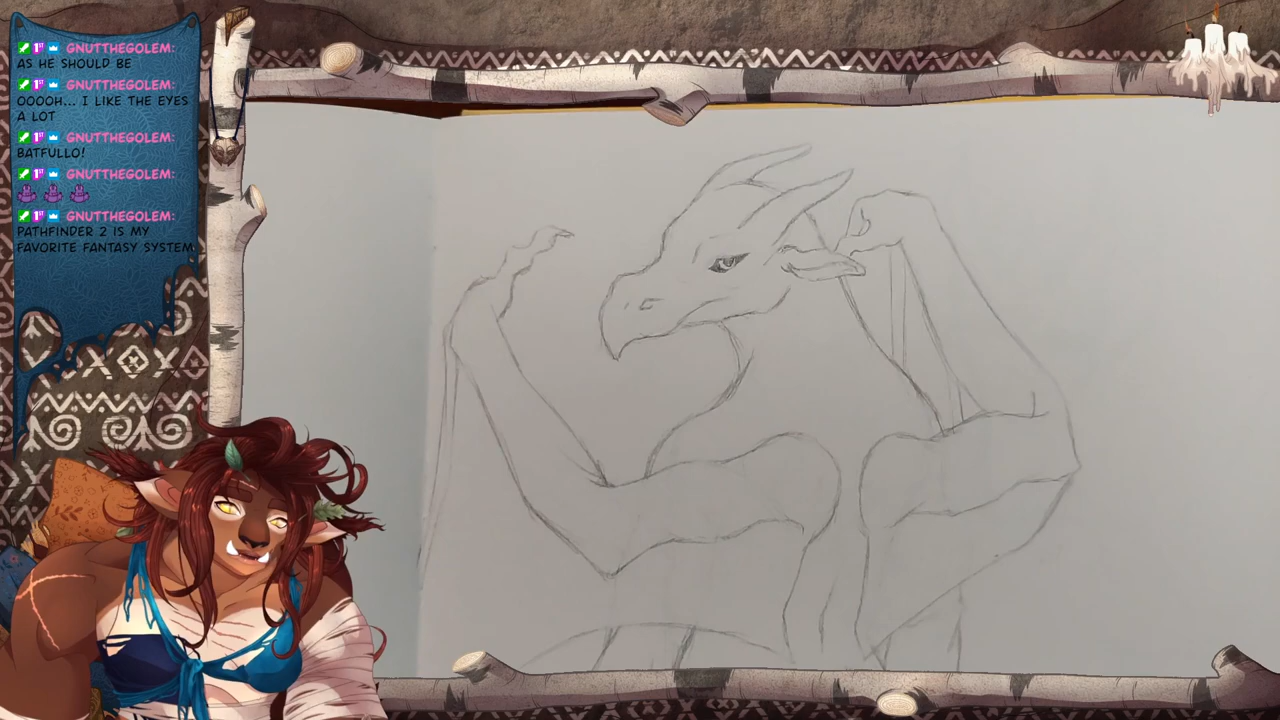 GNUTTHEGOLEM:
AS HE SHOULD BE
GNUTTHEGOLEM:
OOOOH... I LIKE THE EYES
A LOT
GNUTTHEGOLEM:
BATFULLO!
GNUTTHEGOLEM:
GNUTTHEGOLEM:
PATHFINDER 2 IS MY
FAVORITE FANTASY SYSTEM